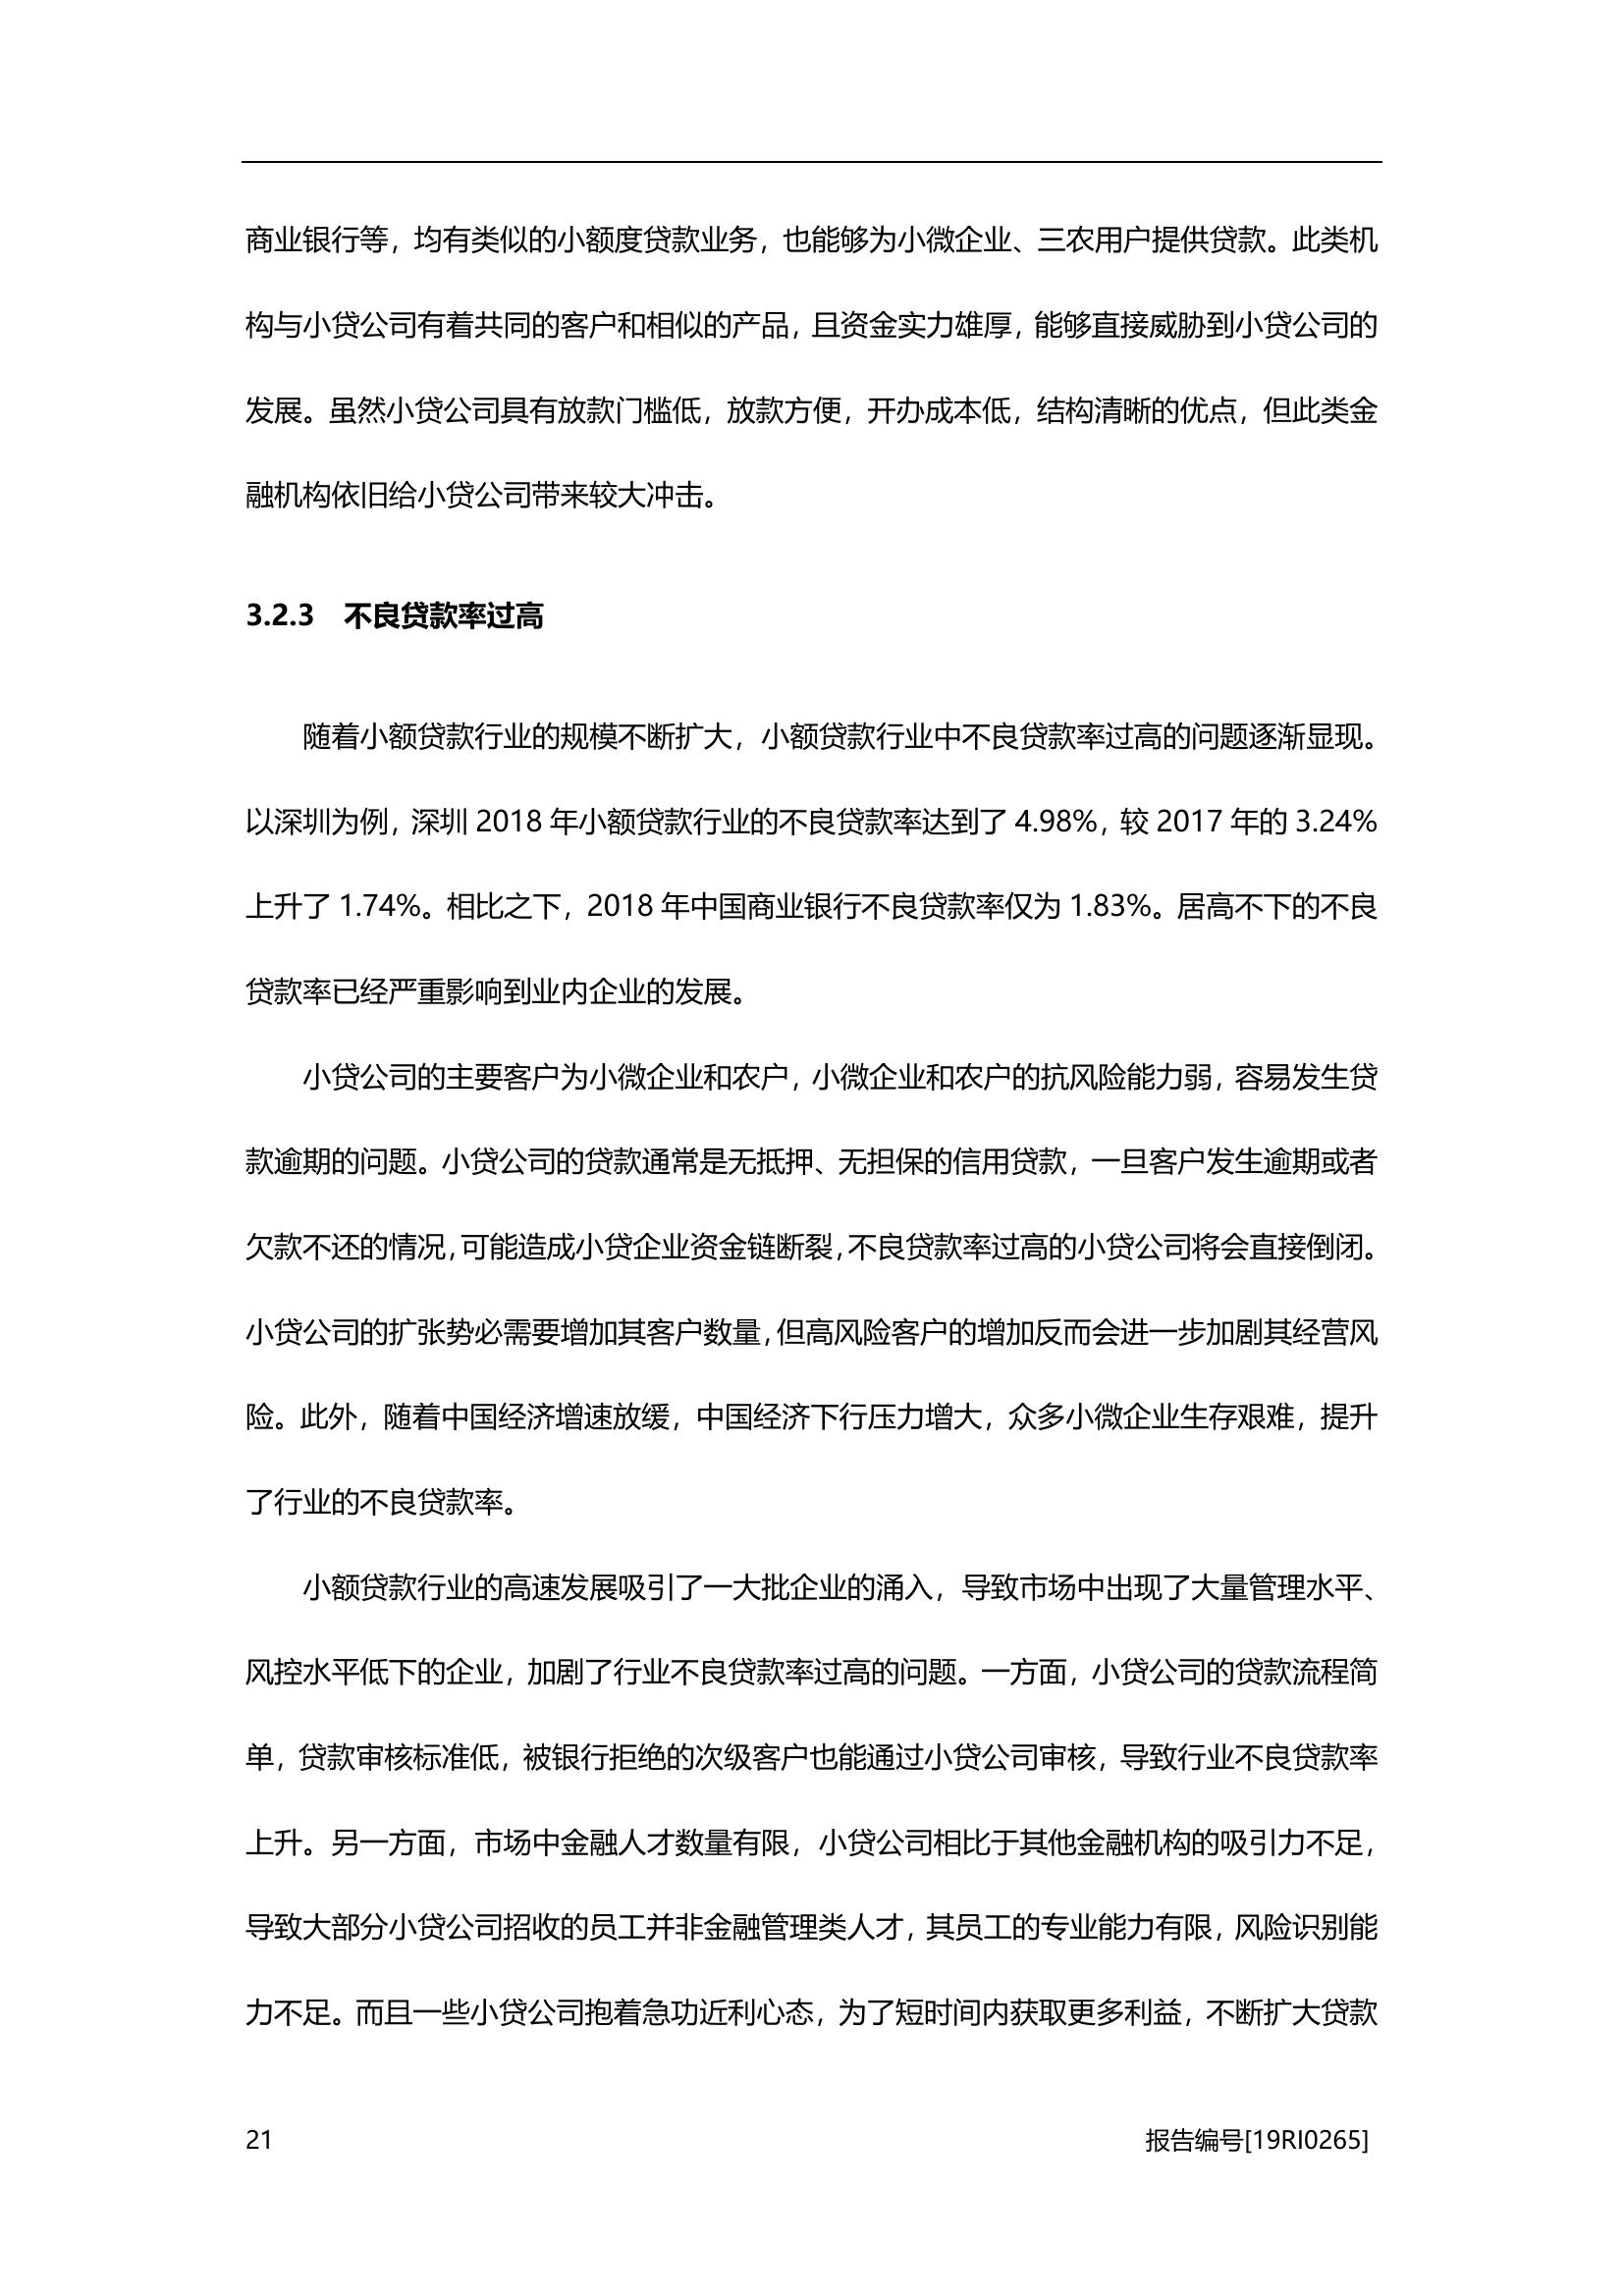 商业银行等，均有类似的小额度贷款业务，也能够为小微企业、三农用户提供贷款。此类机
构与小贷公司有着共同的客户和相似的产品，且资金实力雄厚，能够直接威胁到小贷公司的
发展。虽然小贷公司具有放款门槛低，放款方便，开办成本低，结构清晰的优点，但此类金
融机构依旧给小贷公司带来较大冲击。
3.2.3 不良贷款率过高
随着小额贷款行业的规模不断扩大，小额贷款行业中不良贷款率过高的问题逐渐显现。
以深圳为例，深圳 2018 年小额贷款行业的不良贷款率达到了 4.98%，较 2017 年的 3.24%
上升了 1.74%。相比之下，2018 年中国商业银行不良贷款率仅为 1.83%。居高不下的不良
贷款率已经严重影响到业内企业的发展。
小贷公司的主要客户为小微企业和农户，小微企业和农户的抗风险能力弱，容易发生贷
款逾期的问题。小贷公司的贷款通常是无抵押、无担保的信用贷款，一旦客户发生逾期或者
欠款不还的情况，可能造成小贷企业资金链断裂，不良贷款率过高的小贷公司将会直接倒闭。
小贷公司的扩张势必需要增加其客户数量，但高风险客户的增加反而会进一步加剧其经营风
险。此外，随着中国经济增速放缓，中国经济下行压力增大，众多小微企业生存艰难，提升
了行业的不良贷款率。
小额贷款行业的高速发展吸引了一大批企业的涌入，导致市场中出现了大量管理水平、
风控水平低下的企业，加剧了行业不良贷款率过高的问题。一方面，小贷公司的贷款流程简
单，贷款审核标准低，被银行拒绝的次级客户也能通过小贷公司审核，导致行业不良贷款率
上升。另一方面，市场中金融人才数量有限，小贷公司相比于其他金融机构的吸引力不足，
导致大部分小贷公司招收的员工并非金融管理类人才，其员工的专业能力有限，风险识别能
力不足。而且一些小贷公司抱着急功近利心态，为了短时间内获取更多利益，不断扩大贷款
21 报告编号[19RI0265]